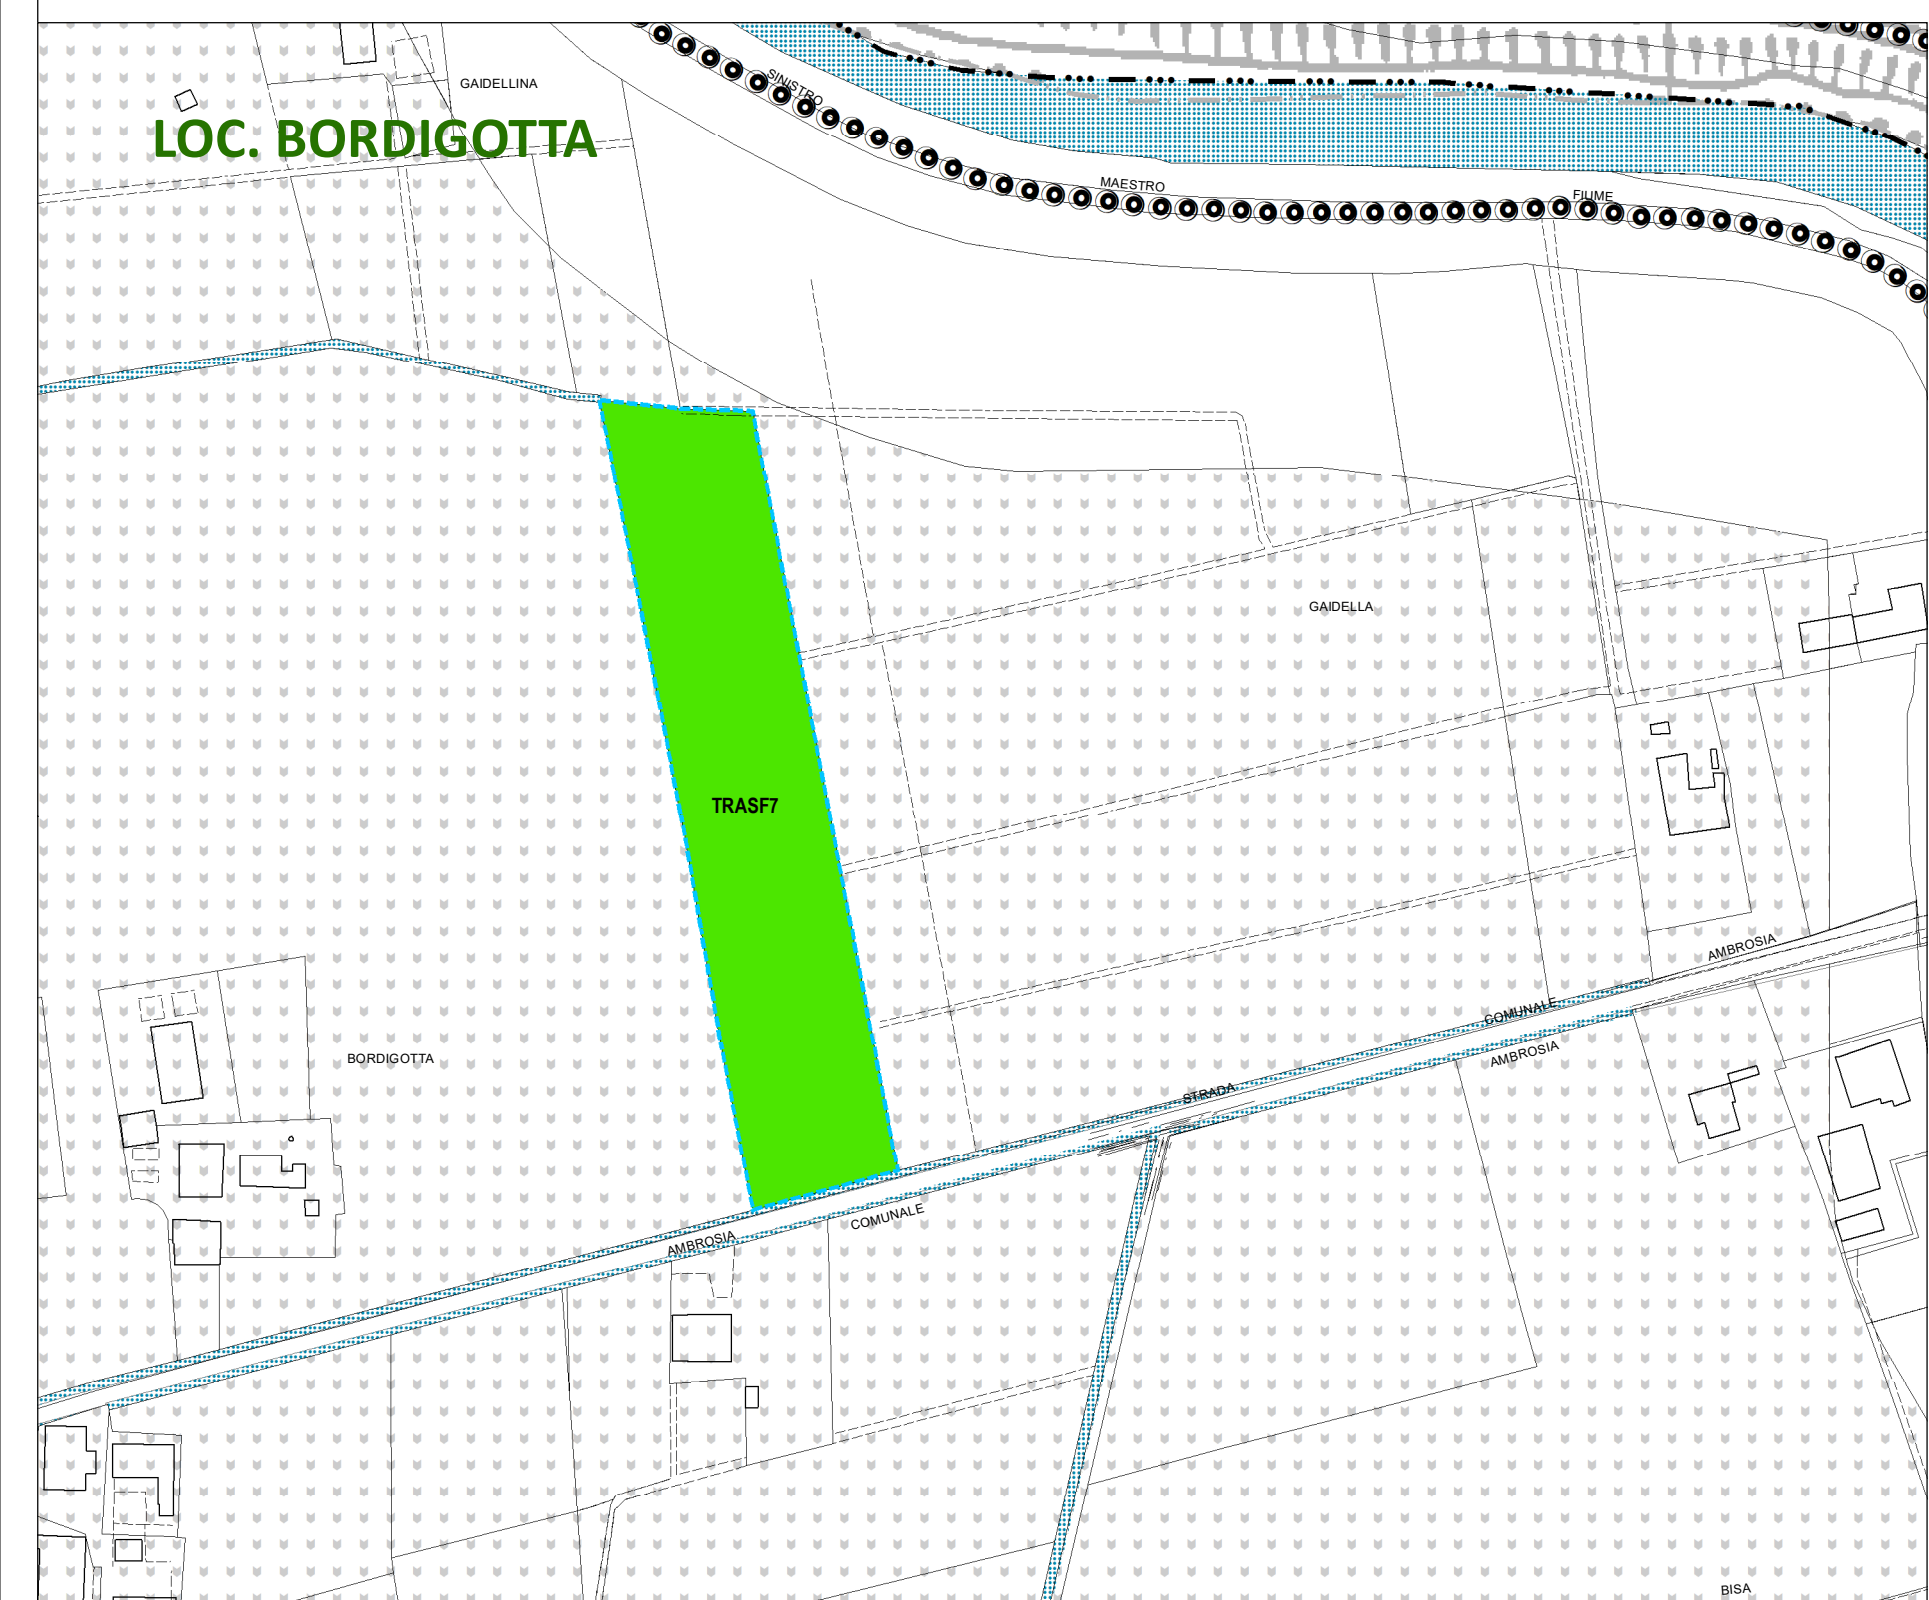 GAIDELLINA
SINISTRO
LOC. BORDIGOTTA
MAESTRO
FIUME
GAIDELLA
TRASF7
AMBROSIA
COMUNALE
AMBROSIA
BORDIGOTTA
STRADA
COMUNALE
AMBROSIA
BISA